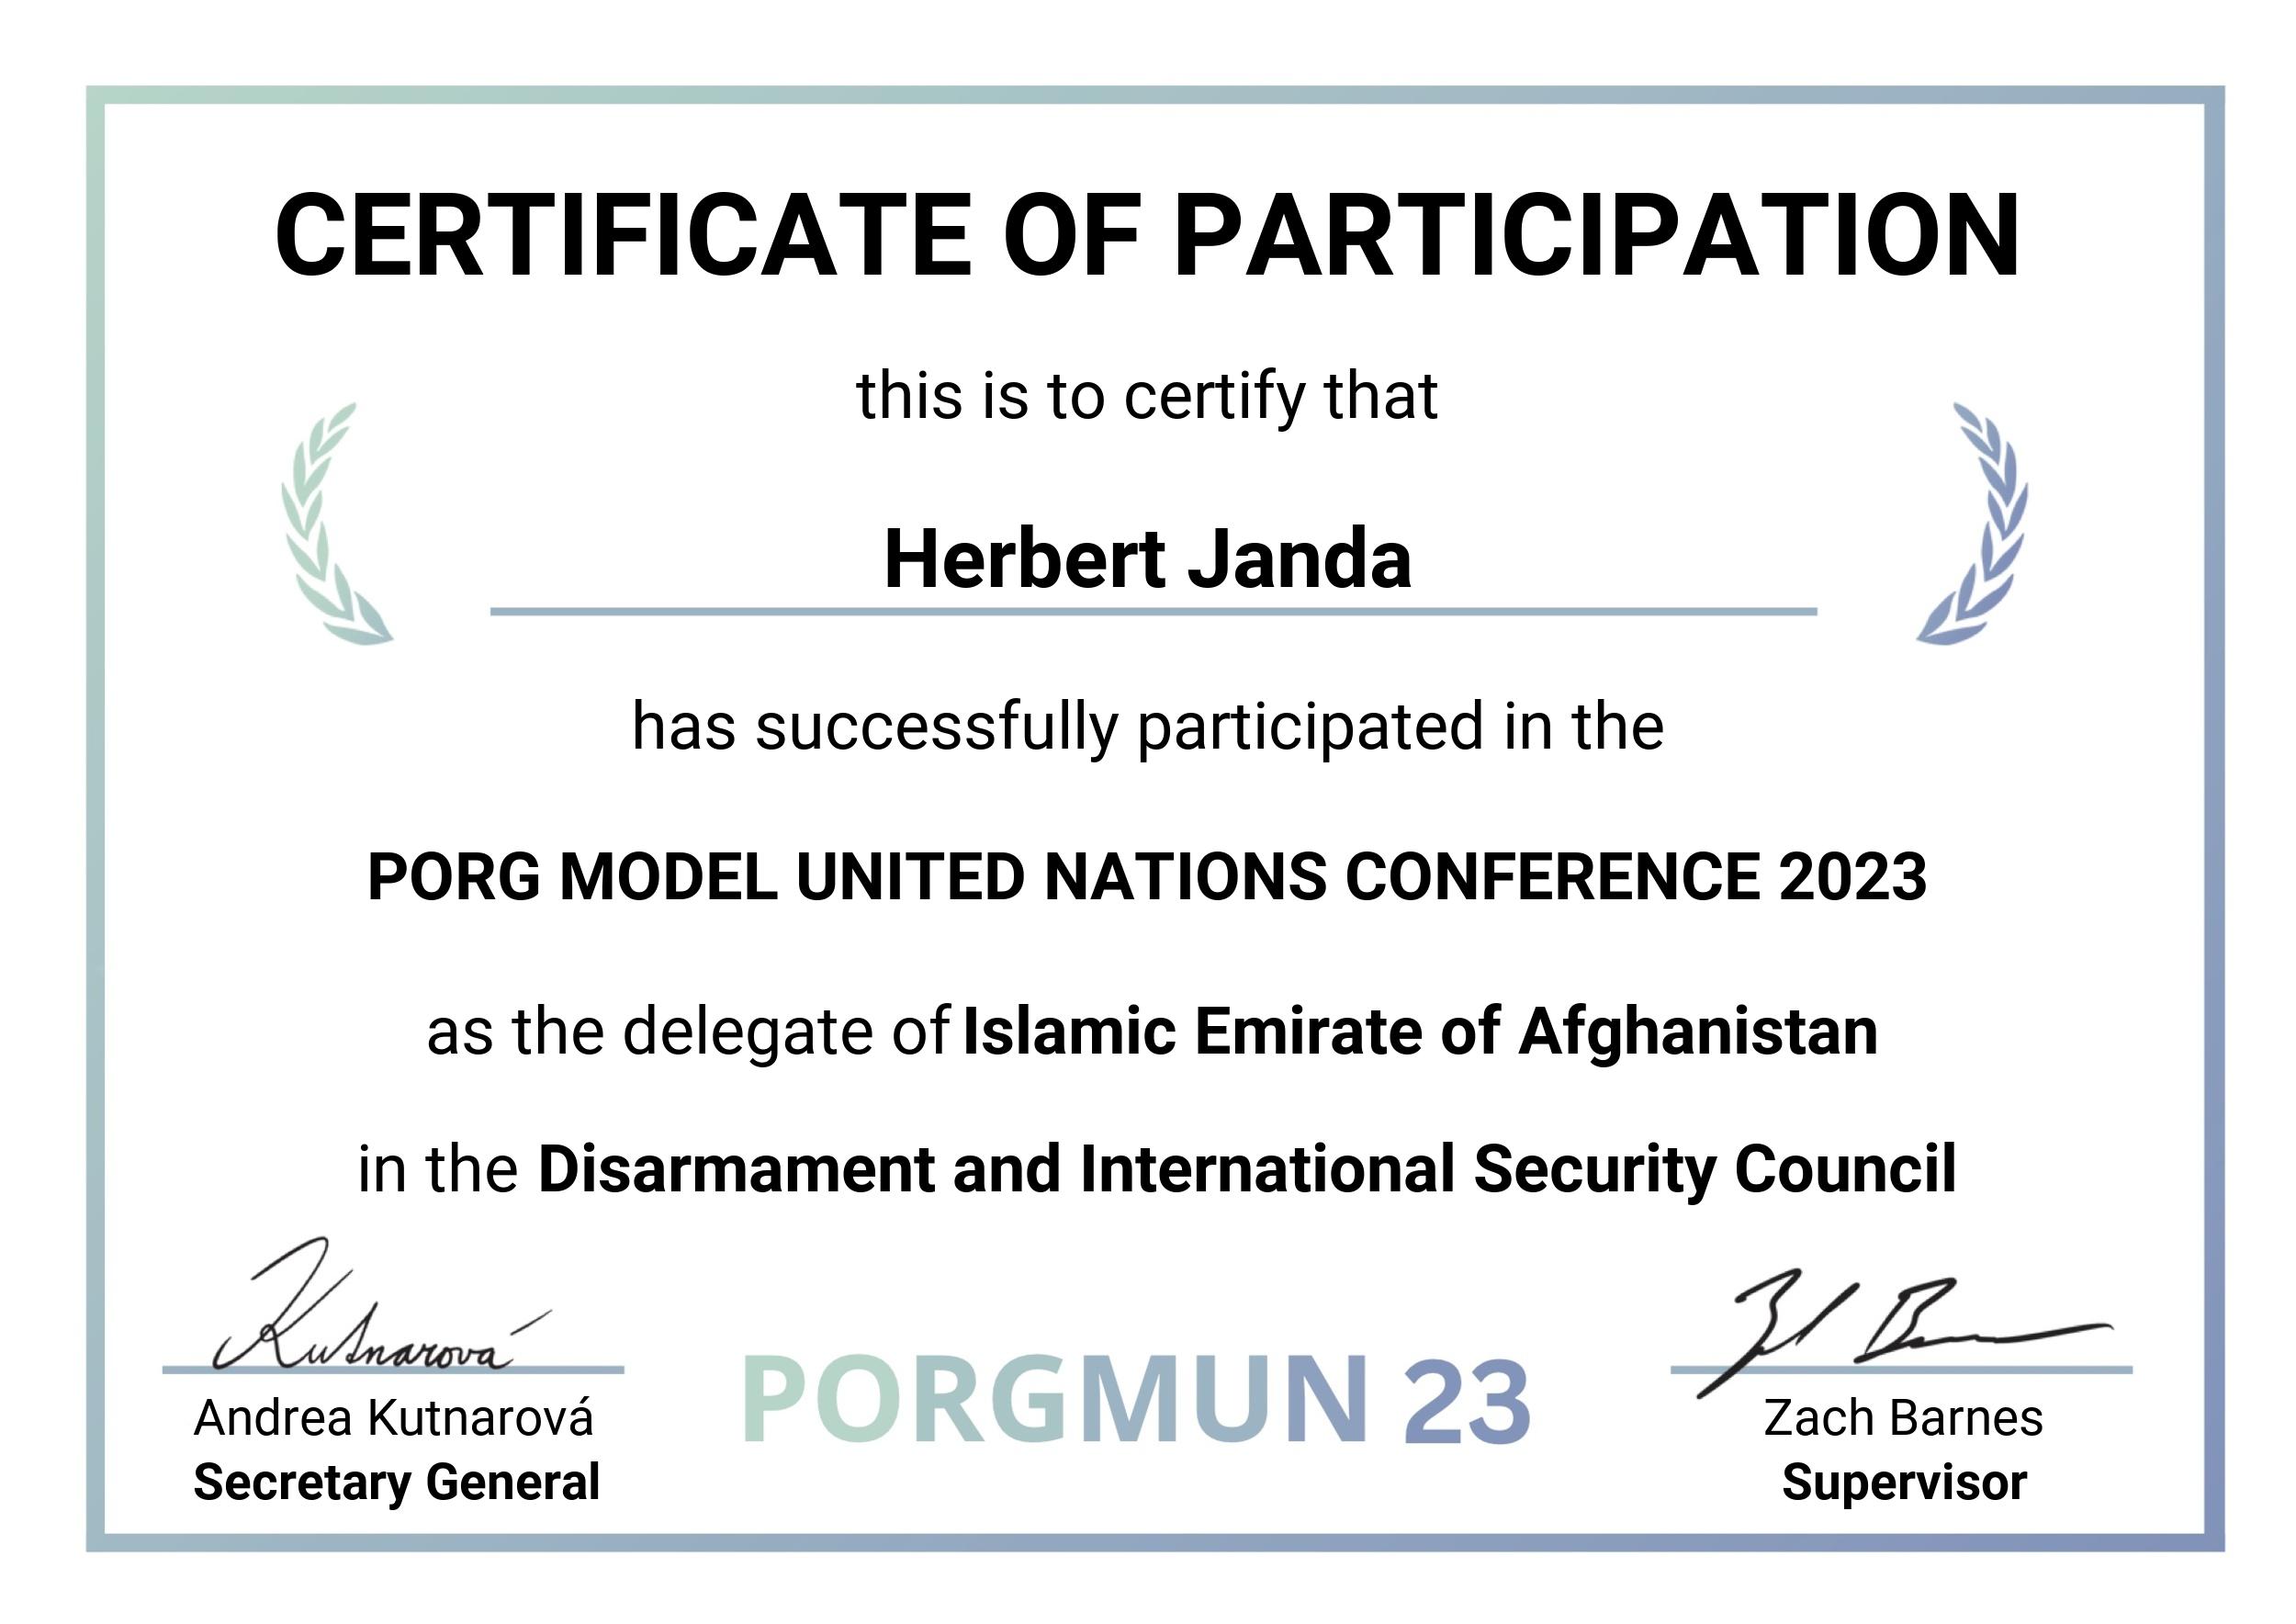 CERTIFICATE OF PARTICIPATION
this is to certify that
Herbert Janda
has successfully participated in the
PORG MODEL UNITED NATIONS CONFERENCE 2023
as the delegate of Islamic Emirate of Afghanistan
in the Disarmament and International Security Council
Kutnarová
Andrea Kutnarová
Secretary General
PORGMUN 23
Zach Barnes
Supervisor